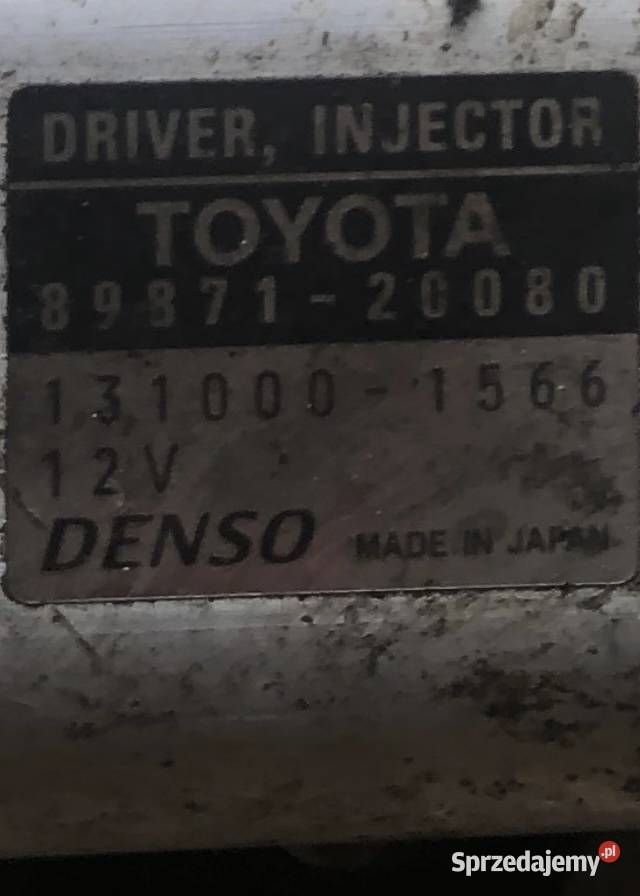 DRIVER, INJECTOR
TOYOTA
89871-20080
131000-1566
12V
DENSO MADE IN JAPAN
Sprzedajemy.pl